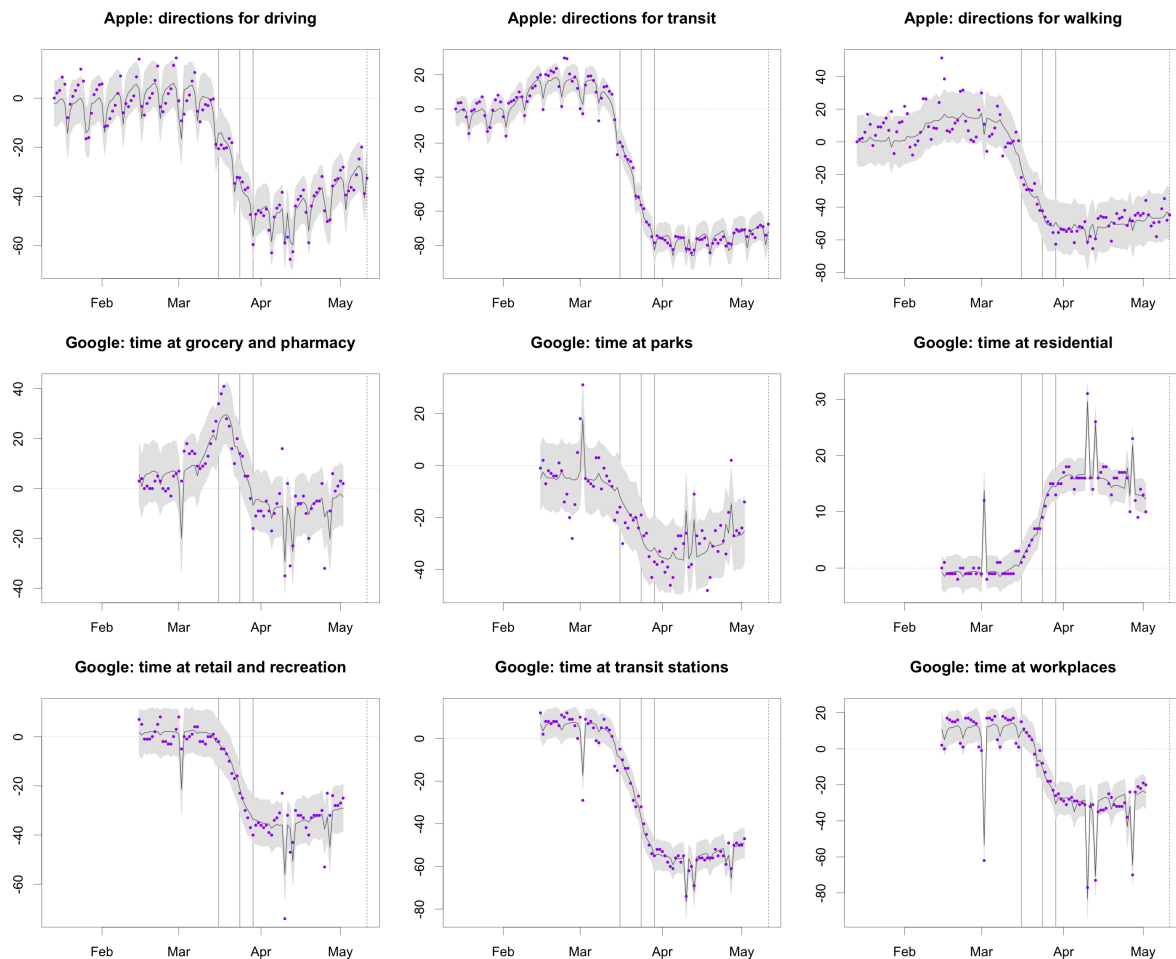 Apple: directions for driving
0
-20
-40
-60
Feb Mar Apr May
Apple: directions for transit
20
0
-20
-40
-60
-80
Feb Mar Apr May
Apple: directions for walking
40
20
0
-20
-40
-60
-80
Feb Mar Apr May
Google: time at grocery and pharmacy
40
20
0
-20
-40
Feb Mar Apr May
Google: time at parks
20
0
-20
-40
Feb Mar Apr May
Google: time at residential
30
20
10
0
Feb Mar Apr May
Google: time at retail and recreation
0
-20
-40
-60
Feb Mar Apr May
Google: time at transit stations
0
-20
-40
-60
-80
Feb Mar Apr May
Google: time at workplaces
20
0
-20
-40
-60
-80
Feb Mar Apr May